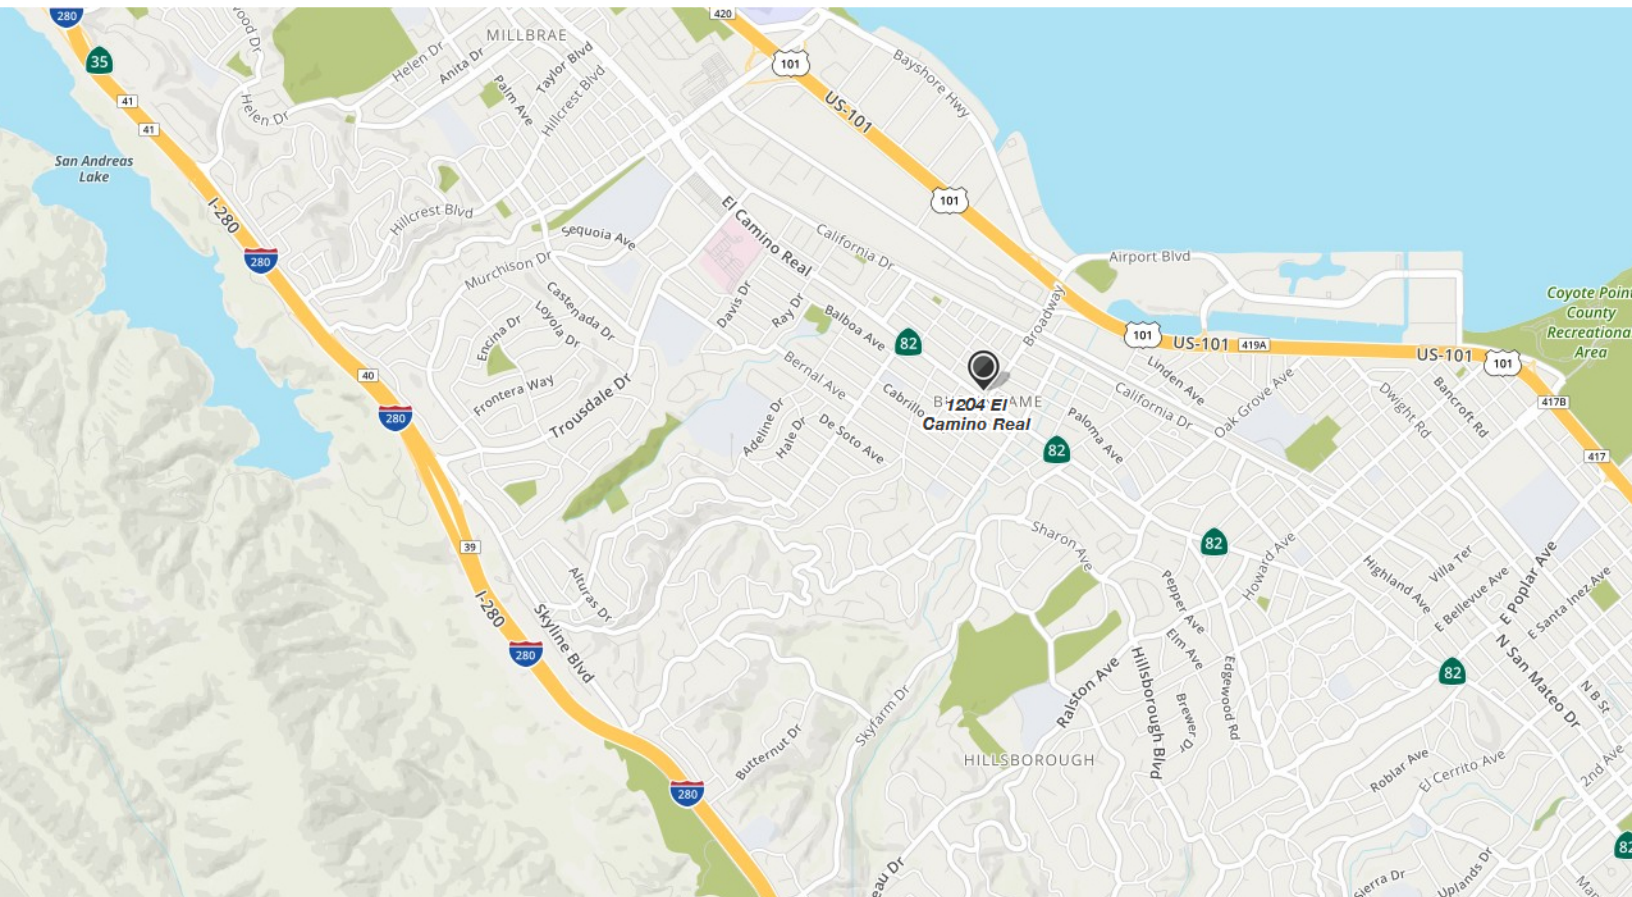 280
420
MILLBRAE
35
101
Helen Dr
Anita Dr
Taylor Blvd
Bayshore Hwy
41
Palm Ave
Hillcrest Blvd
US-101
Helen Dr
41
San Andreas
Lake
101
I-280
Hillcrest Blvd
El Camino Real
Sequoia Ave
California Dr
280
Murchison Dr
Airport Blvd
Castenada Dr
Davis Dr
Ray Dr
Broadway
Coyote Point
County
Recreational
Area
Encina Dr
Loyola Dr
Balboa Ave
82
101
US-101
419A
US-101
101
40
Frontera Way
Trousdale Dr
Bernal Ave
Linden Ave
Cabrillo
1204 El
Camino Real
California Dr
Oak Grove Ave
Dwight Rd
Bancroft Rd
417B
280
Adeline Dr
Hale Dr
De Soto Ave
Paloma Ave
82
417
39
Sharon Ave
82
Howard Ave
I-280
Alturas Dr
Skyline Blvd
Pepper Ave
Highland Ave
Villa Ter
E Bellevue Ave
E Poplar Ave
E Santa Inez Ave
280
Elm Ave
Ralston Ave
Hillsborough Blvd
Edgewood Rd
Brewer Dr
82
N San Mateo Dr
N B St
Skyfarm Dr
Butternut Dr
HILLSBOROUGH
Roblar Ave
El Cerrito Ave
2nd Ave
280
82
eau Dr
Sierra Dr
Uplands Dr